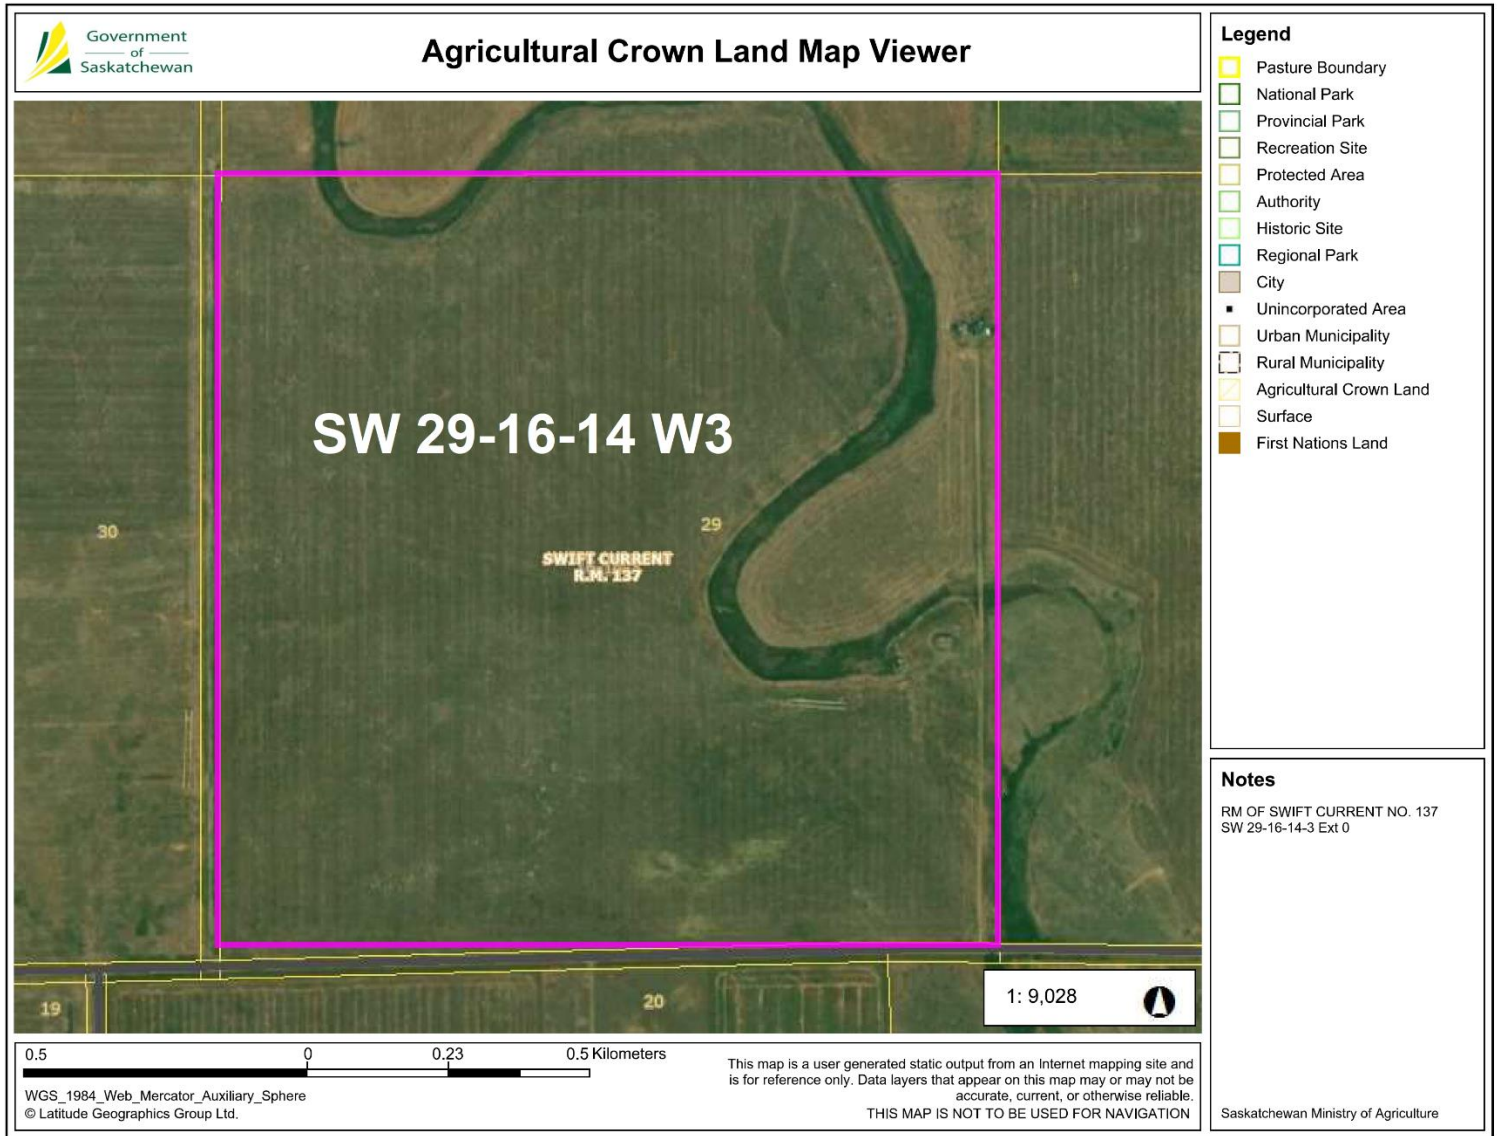 Government
of
Saskatchewan
Agricultural Crown Land Map Viewer
SW 29-16-14 W3
30
29
SWIFT CURRENT
R.M. 137
19
20
1: 9,028
Legend
Pasture Boundary
National Park
Provincial Park
Recreation Site
Protected Area
Authority
Historic Site
Regional Park
City
Unincorporated Area
Urban Municipality
Rural Municipality
Agricultural Crown Land
Surface
First Nations Land
Notes
RM OF SWIFT CURRENT NO. 137
SW 29-16-14-3 Ext 0
0.5 0 0.23 0.5 Kilometers
WGS_1984_Web_Mercator_Auxiliary_Sphere
© Latitude Geographics Group Ltd.
This map is a user generated static output from an Internet mapping site and
is for reference only. Data layers that appear on this map may or may not be
accurate, current, or otherwise reliable.
THIS MAP IS NOT TO BE USED FOR NAVIGATION
Saskatchewan Ministry of Agriculture